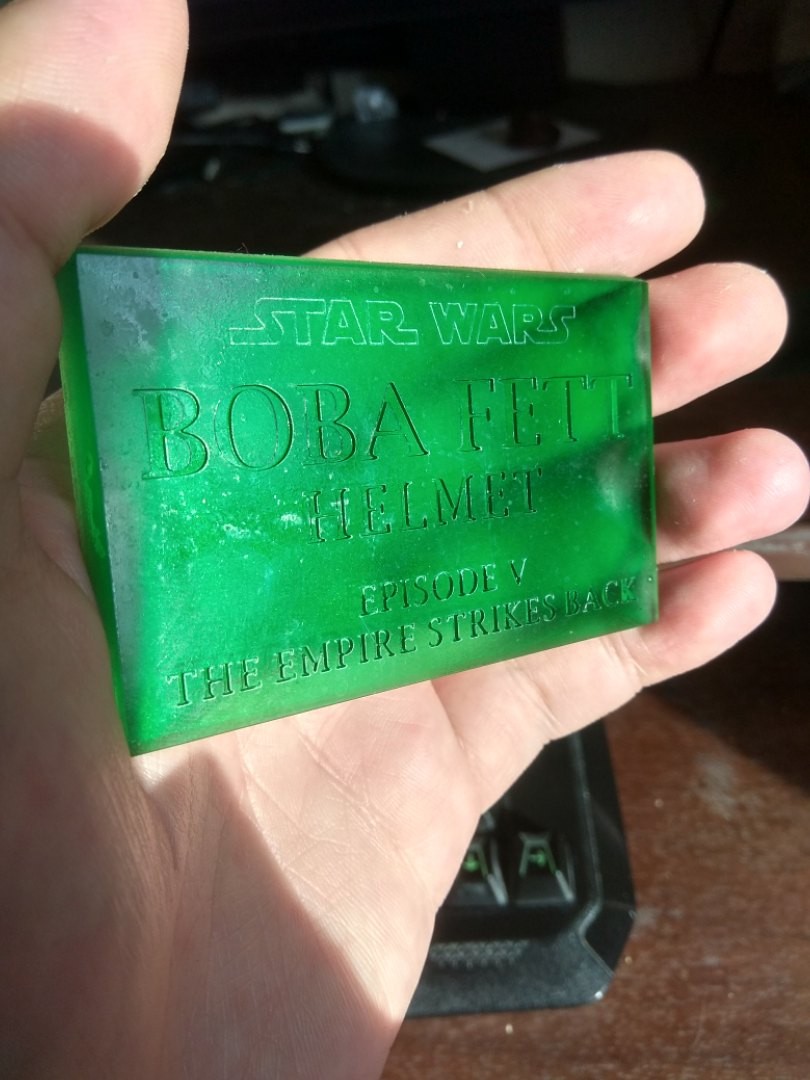 STAR WARS
BOBA FETT
HELMET
EPISODE V
THE EMPIRE STRIKES BACK